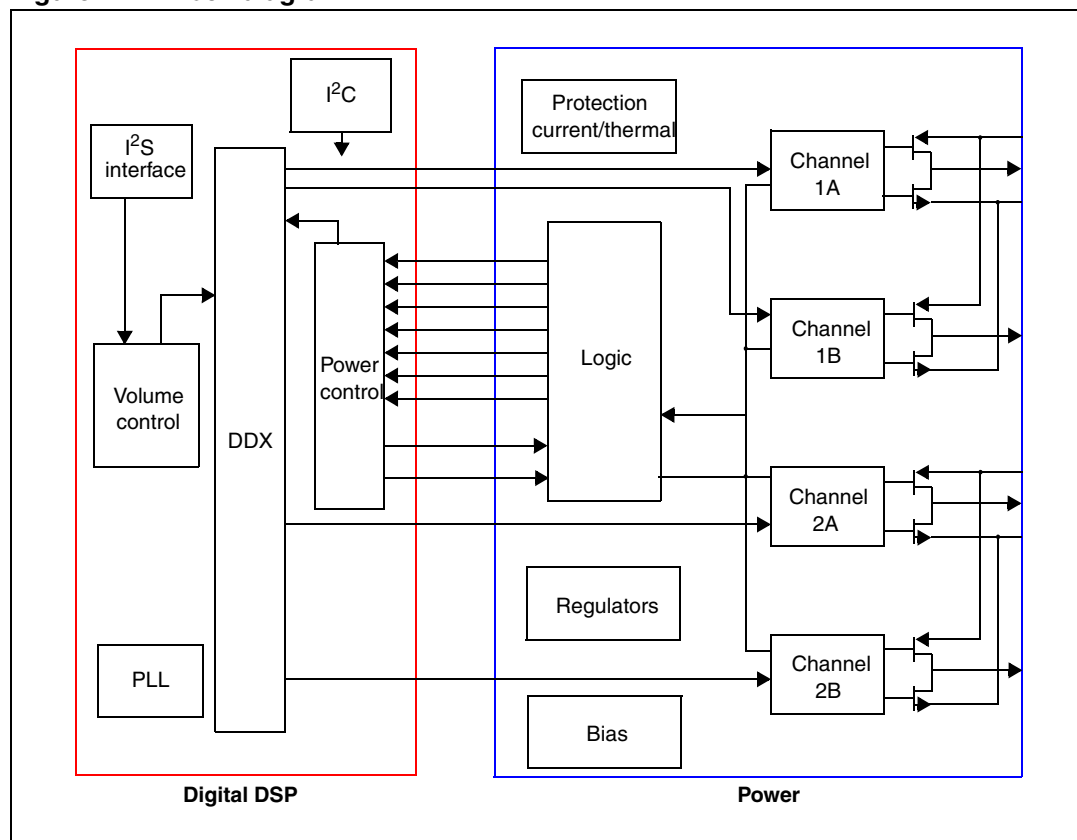 I²C
Protection
current/thermal
I²S
interface
Channel
1A
Channel
1B
Logic
Power
control
Volume
control
DDX
Channel
2A
Regulators
Channel
2B
PLL
Bias
Digital DSP
Power